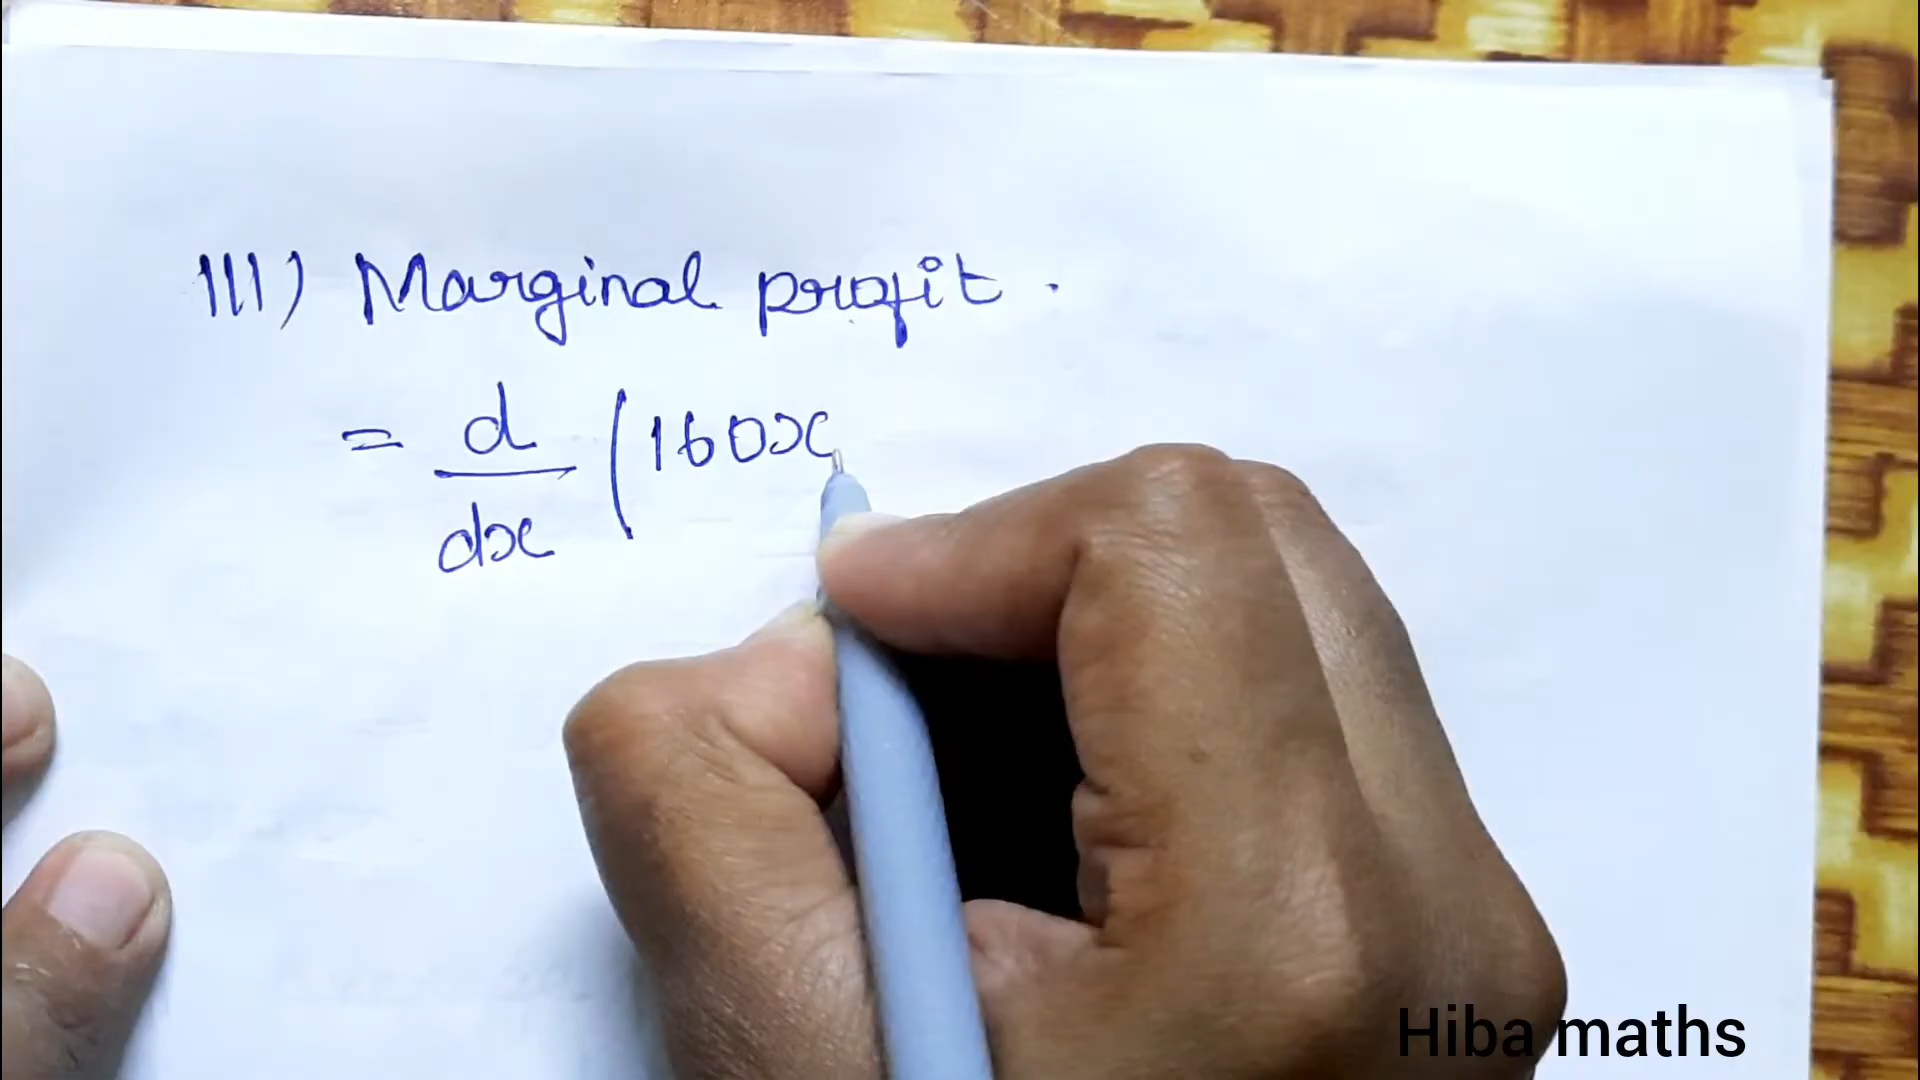 III) Marginal profit.
= d/dx (160x
Hiba maths